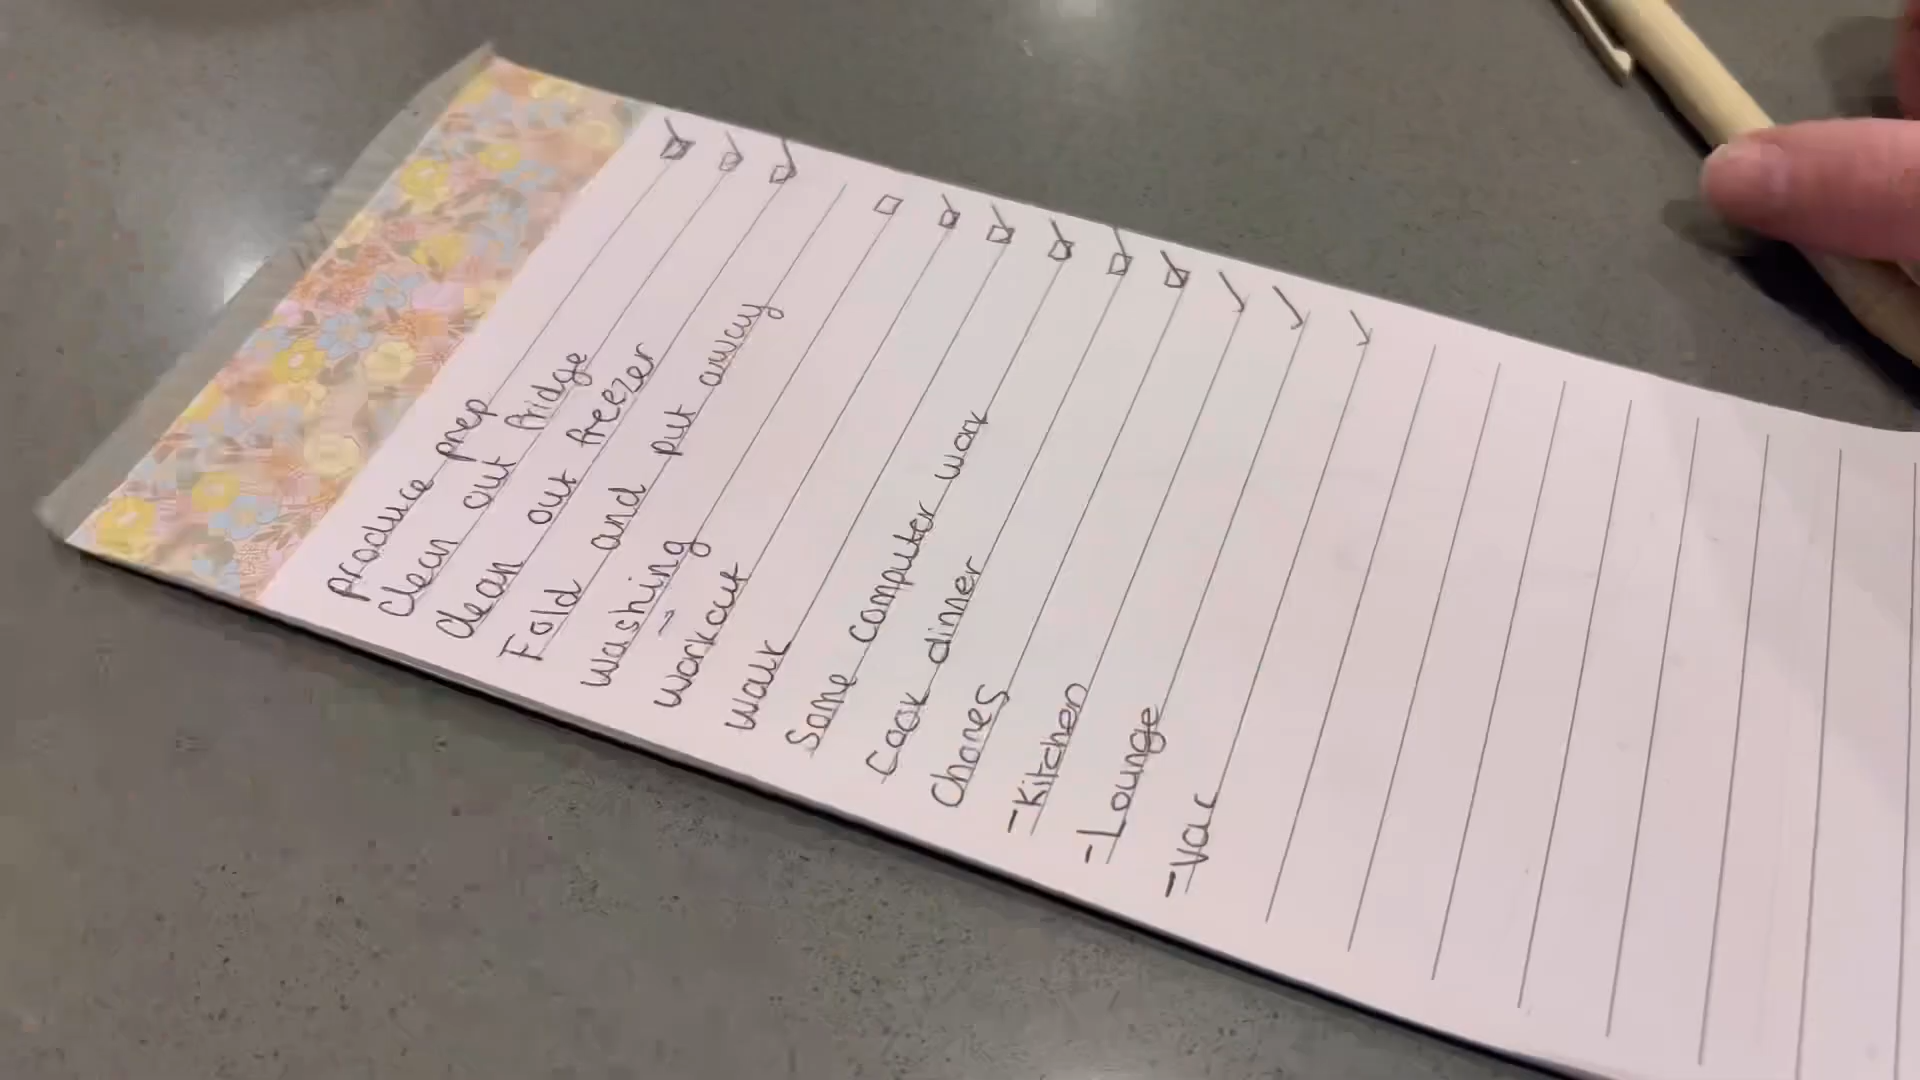 produce prep
Clean out fridge
Clean out freezer
Fold and put away
washing
workout
walk
Some computer work
Cook dinner
Chores
-Kitchen
-Lounge
-Vac